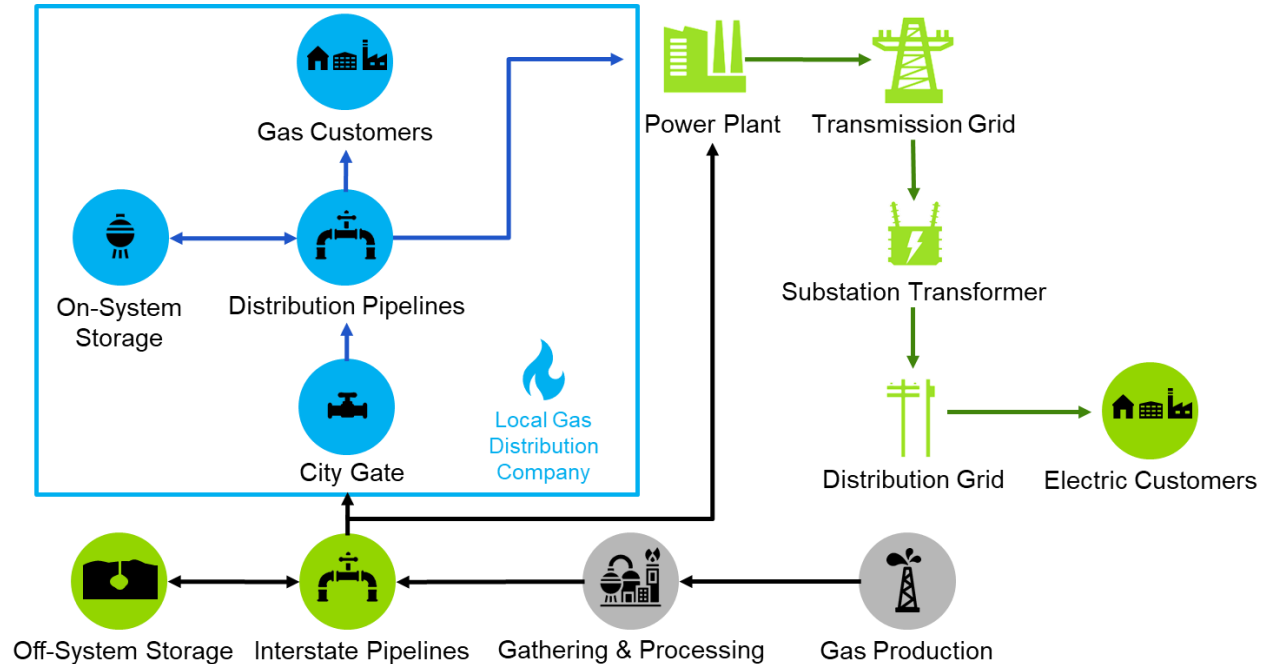 Gas Customers
Power Plant
Transmission Grid
On-System
Storage
Distribution Pipelines
Substation Transformer
Local Gas
Distribution
Company
City Gate
Distribution Grid
Electric Customers
Off-System Storage
Interstate Pipelines
Gathering & Processing
Gas Production